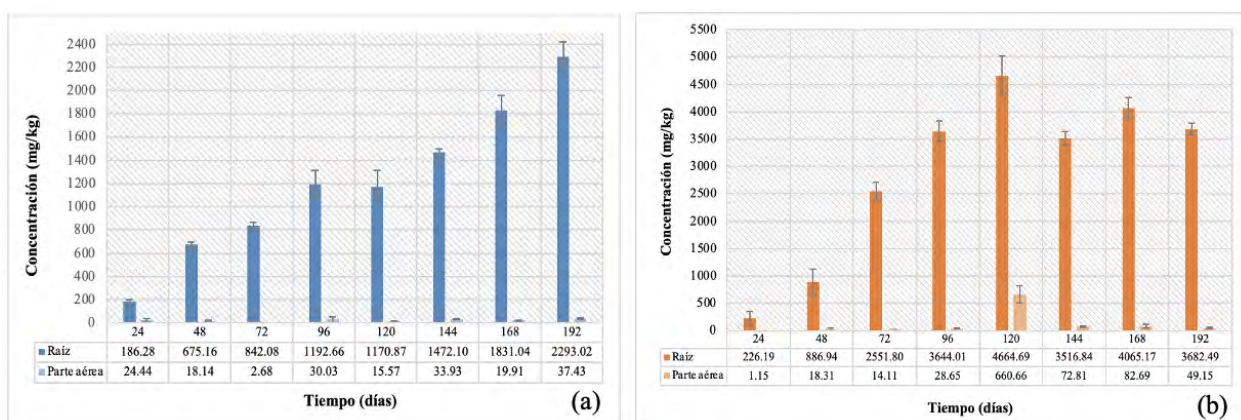 2400
2200
2000
1800
1600
1400
1200
1000
800
600
400
200
0
Concentración (mg/kg)
24 48 72 96 120 144 168 192
Raíz 186.28 675.16 842.08 1192.66 1170.87 1472.10 1831.04 2293.02
Parte aérea 24.44 18.14 2.68 30.03 15.57 33.93 19.91 37.43
Tiempo (días)
(a)
5500
5000
4500
4000
3500
3000
2500
2000
1500
1000
500
0
Concentración (mg/kg)
24 48 72 96 120 144 168 192
Raíz 226.19 886.94 2551.80 3644.01 4664.69 3516.84 4065.17 3682.49
Parte aérea 1.15 18.31 14.11 28.65 660.66 72.81 82.69 49.15
Tiempo (días)
(b)